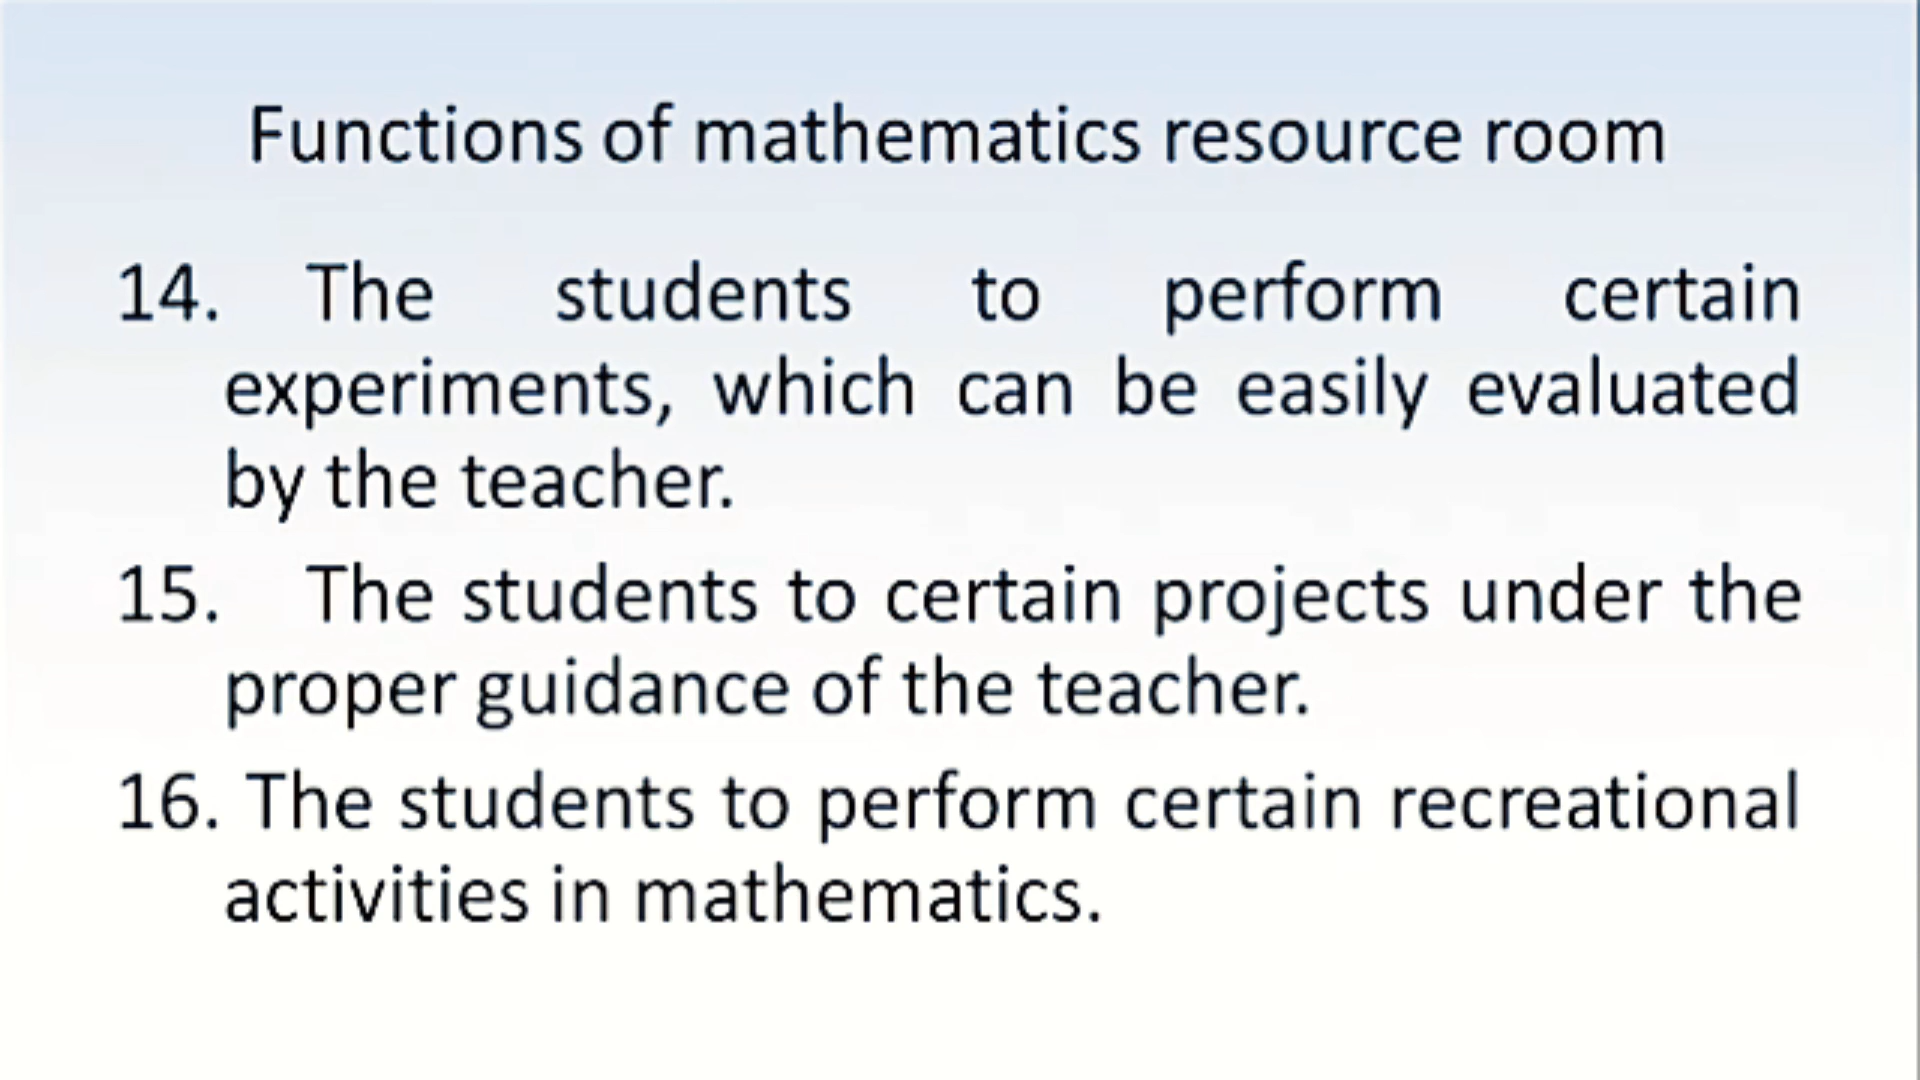 Functions of mathematics resource room
14. The students to perform certain
experiments, which can be easily evaluated
by the teacher.
15. The students to certain projects under the
proper guidance of the teacher.
16. The students to perform certain recreational
activities in mathematics.